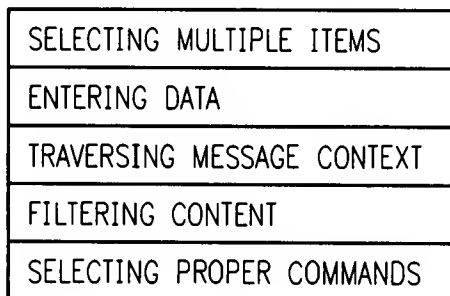 SELECTING MULTIPLE ITEMS
ENTERING DATA
TRAVERSING MESSAGE CONTEXT
FILTERING CONTENT
SELECTING PROPER COMMANDS